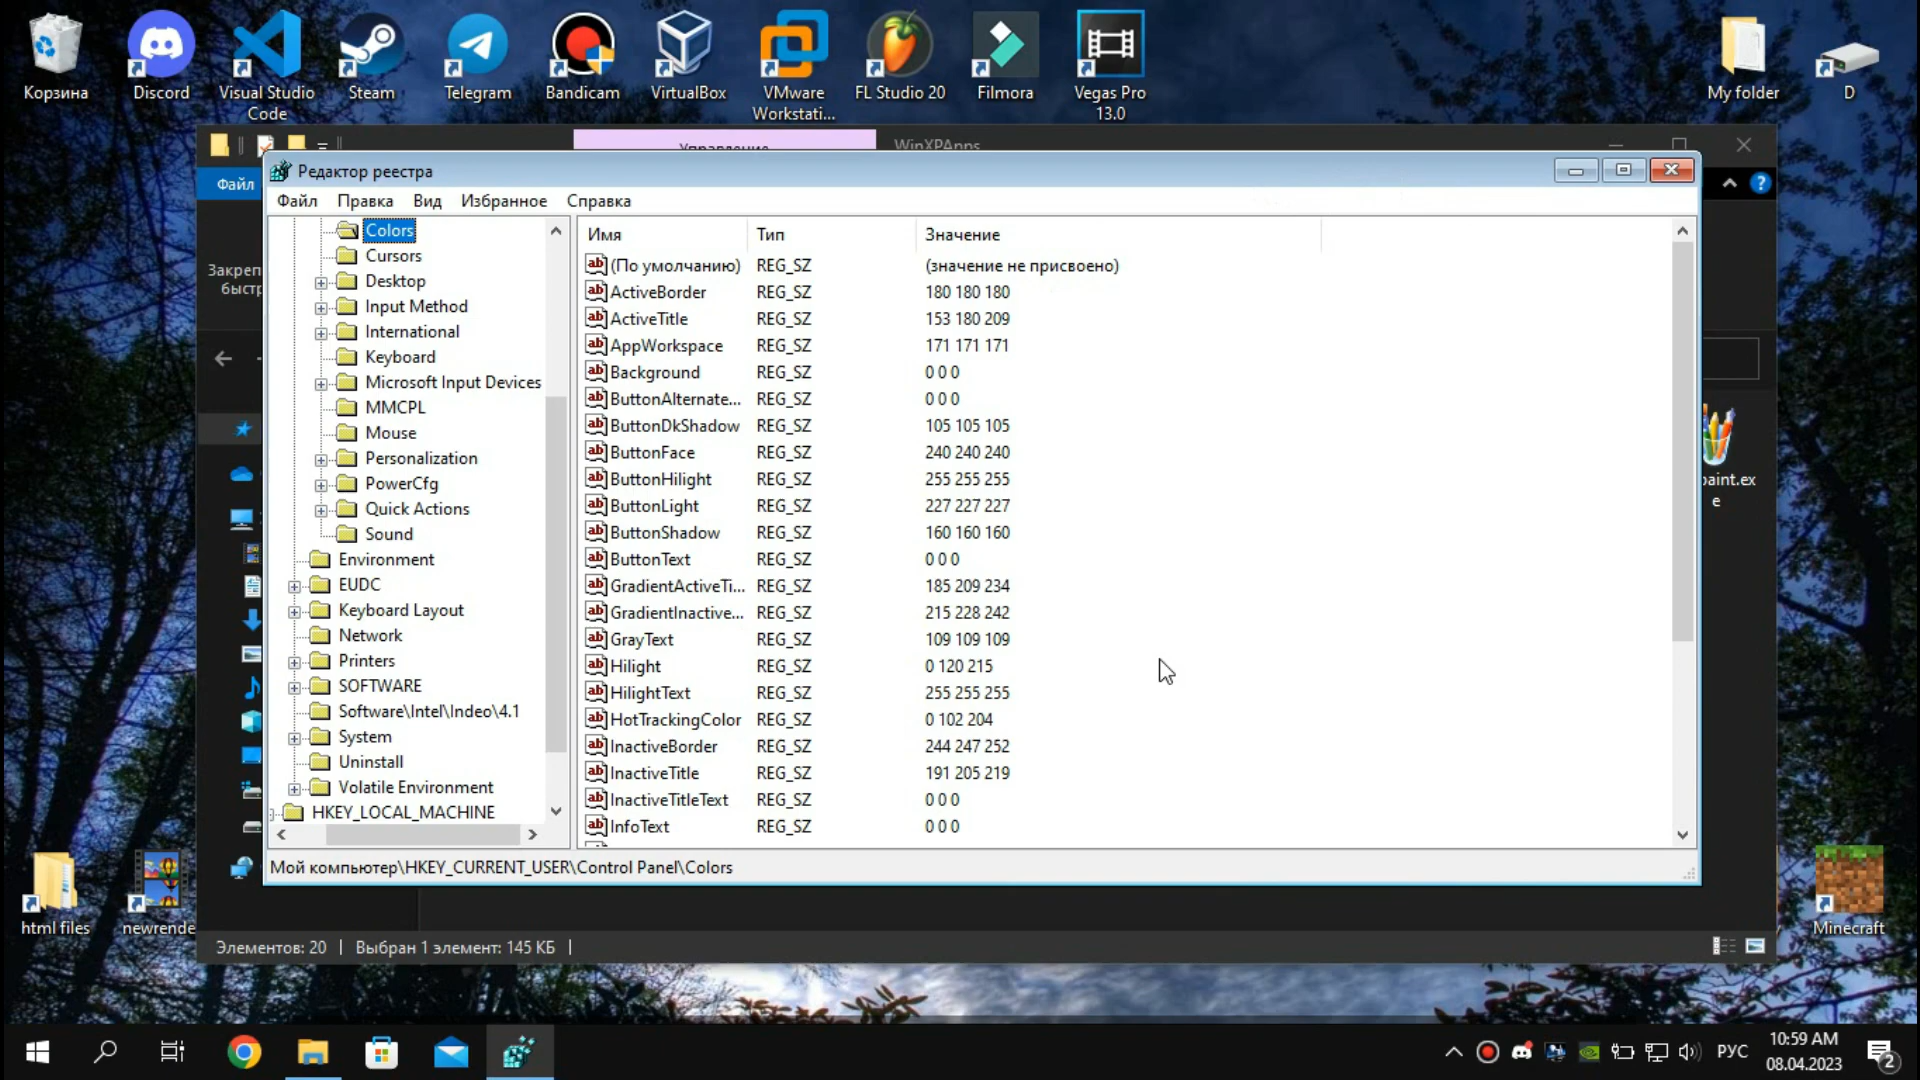 Корзина
Discord
Visual Studio
Code
Steam
Telegram
Bandicam
VirtualBox
VMware
Workstati...
FL Studio 20
Filmora
Vegas Pro
13.0
My folder
D
Управление
WinXPApps
Файл
Закреп
быстр
Редактор реестра
Файл Правка Вид Избранное Справка
Colors
Cursors
Desktop
Input Method
International
Keyboard
Microsoft Input Devices
MMCPL
Mouse
Personalization
PowerCfg
Quick Actions
Sound
Environment
EUDC
Keyboard Layout
Network
Printers
SOFTWARE
Software\Intel\Indeo\4.1
System
Uninstall
Volatile Environment
HKEY_LOCAL_MACHINE
Имя Тип Значение
(По умолчанию) REG_SZ (значение не присвоено)
ActiveBorder REG_SZ 180 180 180
ActiveTitle REG_SZ 153 180 209
AppWorkspace REG_SZ 171 171 171
Background REG_SZ 0 0 0
ButtonAlternate... REG_SZ 0 0 0
ButtonDkShadow REG_SZ 105 105 105
ButtonFace REG_SZ 240 240 240
ButtonHilight REG_SZ 255 255 255
ButtonLight REG_SZ 227 227 227
ButtonShadow REG_SZ 160 160 160
ButtonText REG_SZ 0 0 0
GradientActiveTi... REG_SZ 185 209 234
GradientInactive... REG_SZ 215 228 242
GrayText REG_SZ 109 109 109
Hilight REG_SZ 0 120 215
HilightText REG_SZ 255 255 255
HotTrackingColor REG_SZ 0 102 204
InactiveBorder REG_SZ 244 247 252
InactiveTitle REG_SZ 191 205 219
InactiveTitleText REG_SZ 0 0 0
InfoText REG_SZ 0 0 0
Мой компьютер\HKEY_CURRENT_USER\Control Panel\Colors
paint.ex
e
html files
newrende
Minecraft
Элементов: 20
Выбран 1 элемент: 145 КБ
РУС
10:59 AM
08.04.2023
2